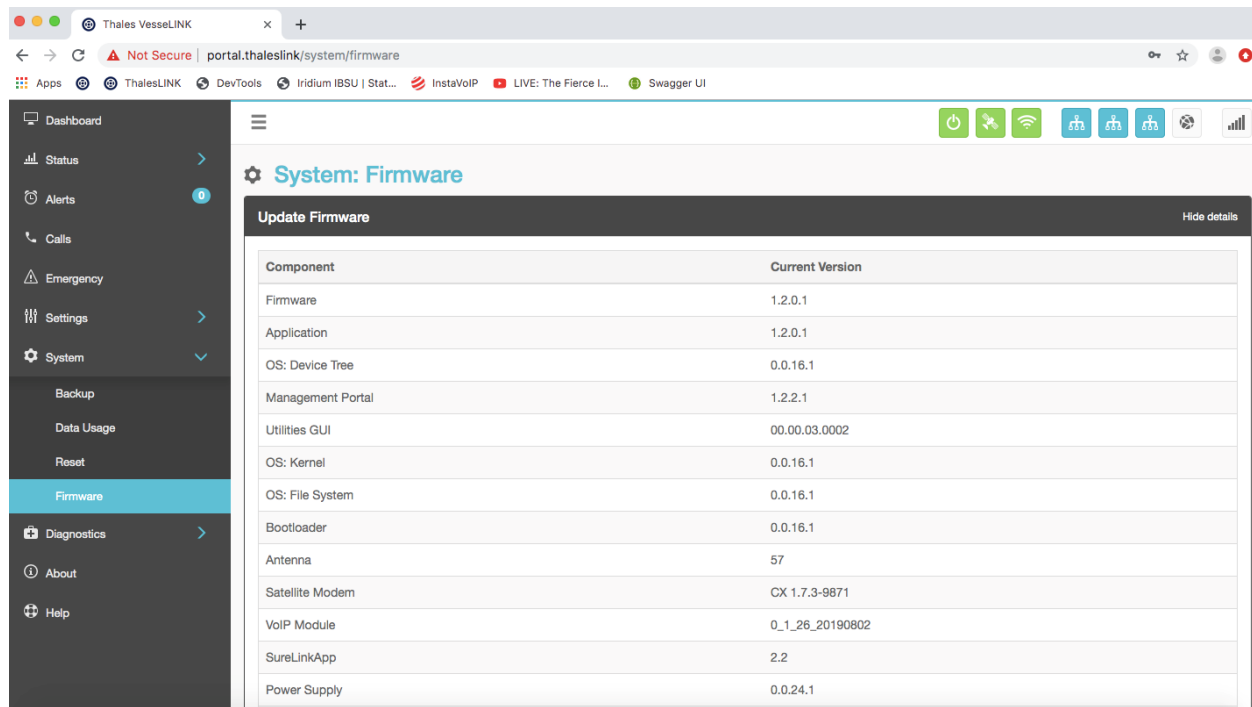 Thales VesseLINK
Not Secure | portal.thaleslink/system/firmware
Apps ThalesLINK DevTools Iridium IBSU | Stat... InstaVoIP LIVE: The Fierce I... Swagger UI
Dashboard
Status
Alerts 0
Calls
Emergency
Settings
System
Backup
Data Usage
Reset
Firmware
Diagnostics
About
Help
System: Firmware
Update Firmware Hide details
Component Current Version
Firmware 1.2.0.1
Application 1.2.0.1
OS: Device Tree 0.0.16.1
Management Portal 1.2.2.1
Utilities GUI 00.00.03.0002
OS: Kernel 0.0.16.1
OS: File System 0.0.16.1
Bootloader 0.0.16.1
Antenna 57
Satellite Modem CX 1.7.3-9871
VoIP Module 0_1_26_20190802
SureLinkApp 2.2
Power Supply 0.0.24.1